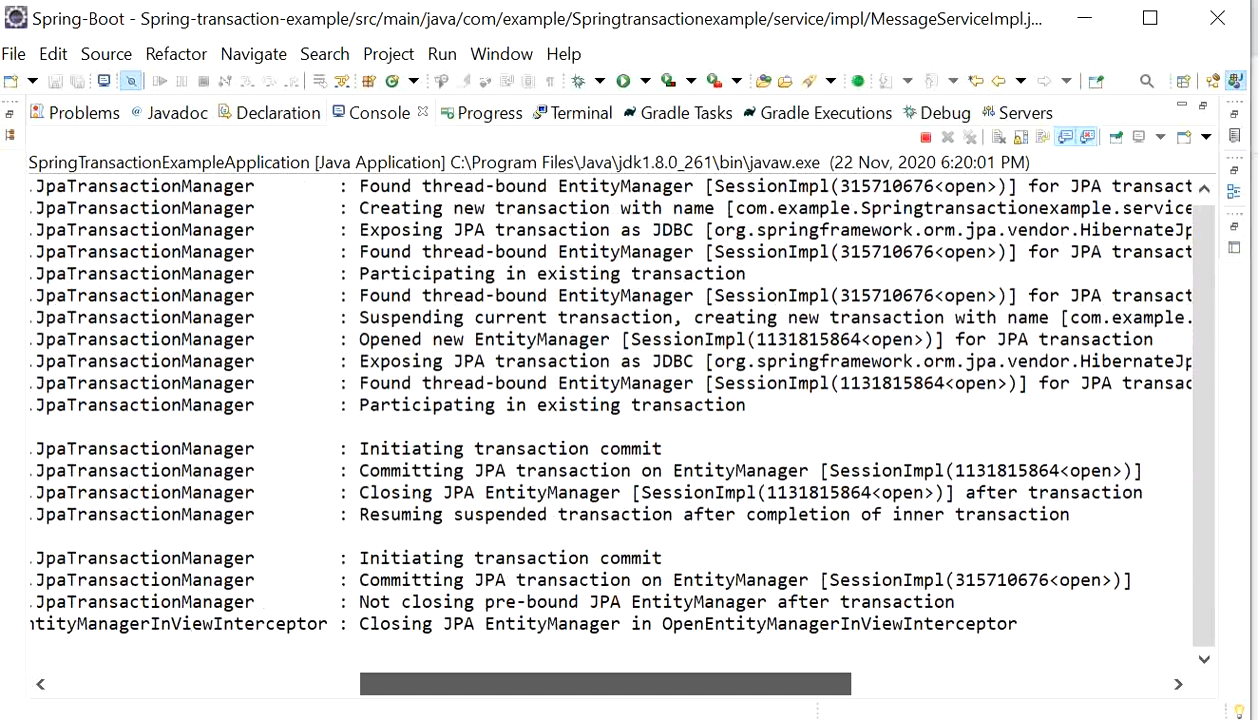 Spring-Boot - Spring-transaction-example/src/main/java/com/example/Springtransactionexample/service/impl/MessageServiceImpl.j...
File Edit Source Refactor Navigate Search Project Run Window Help
Problems @ Javadoc Declaration Console Progress Terminal Gradle Tasks Gradle Executions Debug Servers
SpringTransactionExampleApplication [Java Application] C:\Program Files\Java\jdk1.8.0_261\bin\javaw.exe (22 Nov, 2020 6:20:01 PM)
.JpaTransactionManager : Found thread-bound EntityManager [SessionImpl(315710676<open>)] for JPA transact
.JpaTransactionManager : Creating new transaction with name [com.example.Springtransactionexample.service
.JpaTransactionManager : Exposing JPA transaction as JDBC [org.springframework.orm.jpa.vendor.HibernateJp
.JpaTransactionManager : Found thread-bound EntityManager [SessionImpl(315710676<open>)] for JPA transact
.JpaTransactionManager : Participating in existing transaction
.JpaTransactionManager : Found thread-bound EntityManager [SessionImpl(315710676<open>)] for JPA transact
.JpaTransactionManager : Suspending current transaction, creating new transaction with name [com.example.
.JpaTransactionManager : Opened new EntityManager [SessionImpl(1131815864<open>)] for JPA transaction
.JpaTransactionManager : Exposing JPA transaction as JDBC [org.springframework.orm.jpa.vendor.HibernateJp
.JpaTransactionManager : Found thread-bound EntityManager [SessionImpl(1131815864<open>)] for JPA transac
.JpaTransactionManager : Participating in existing transaction
.JpaTransactionManager : Initiating transaction commit
.JpaTransactionManager : Committing JPA transaction on EntityManager [SessionImpl(1131815864<open>)]
.JpaTransactionManager : Closing JPA EntityManager [SessionImpl(1131815864<open>)] after transaction
.JpaTransactionManager : Resuming suspended transaction after completion of inner transaction
.JpaTransactionManager : Initiating transaction commit
.JpaTransactionManager : Committing JPA transaction on EntityManager [SessionImpl(315710676<open>)]
.JpaTransactionManager : Not closing pre-bound JPA EntityManager after transaction
ntityManagerInViewInterceptor : Closing JPA EntityManager in OpenEntityManagerInViewInterceptor